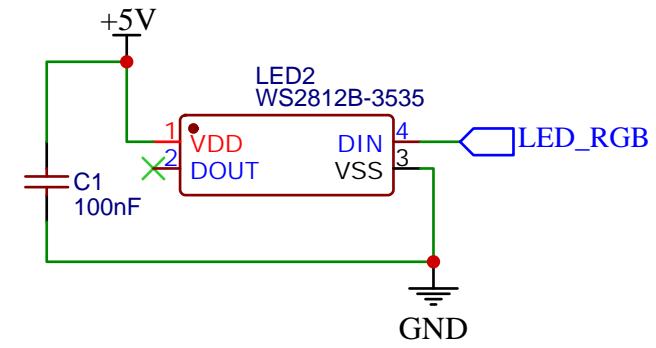 +5V
LED2
WS2812B-3535
1
VDD
DIN
4
LED_RGB
2
DOUT
VSS
3
C1
100nF
GND